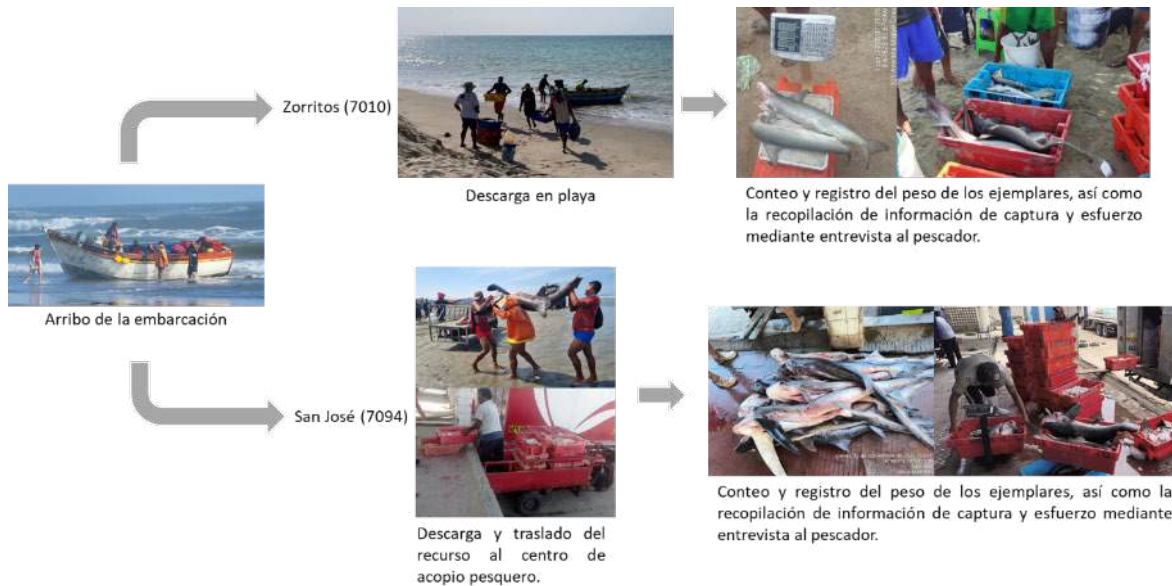 Zorritos (7010)
Descarga en playa
Conteo y registro del peso de los ejemplares, así como
la recopilación de información de captura y esfuerzo
mediante entrevista al pescador.
Arribo de la embarcación
San José (7094)
Descarga y traslado del
recurso al centro de
acopio pesquero.
Conteo y registro del peso de los ejemplares, así como la
recopilación de información de captura y esfuerzo mediante
entrevista al pescador.